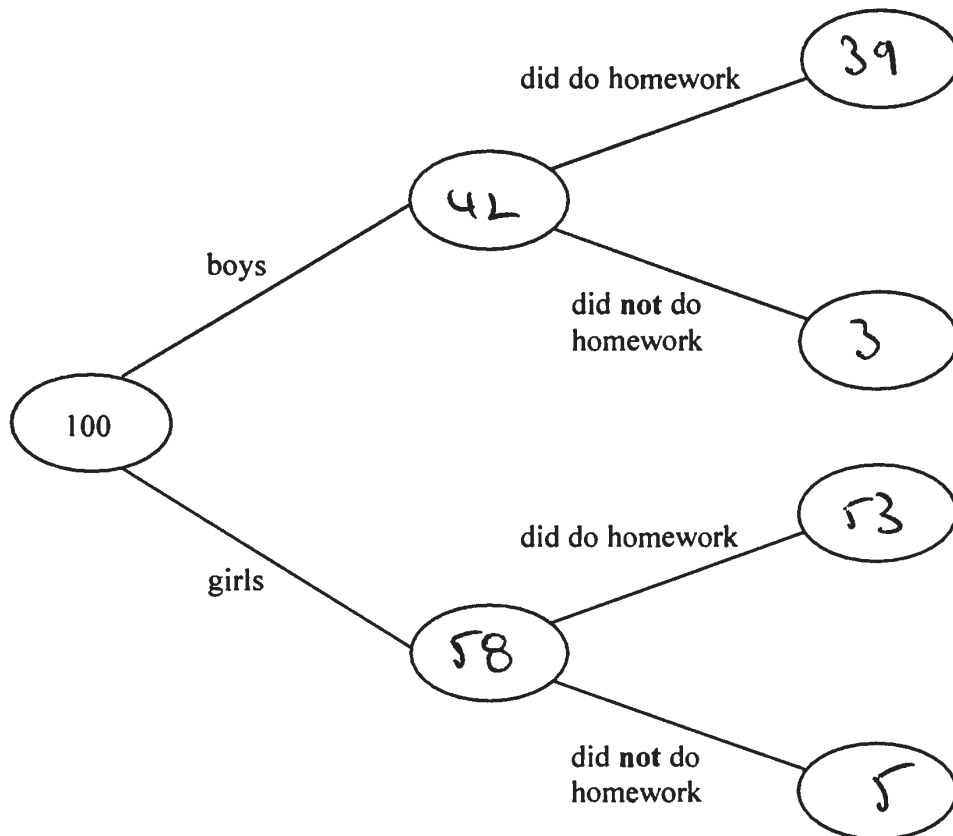 did do homework
39
42
boys
did not do
homework
3
100
did do homework
53
girls
58
did not do
homework
5